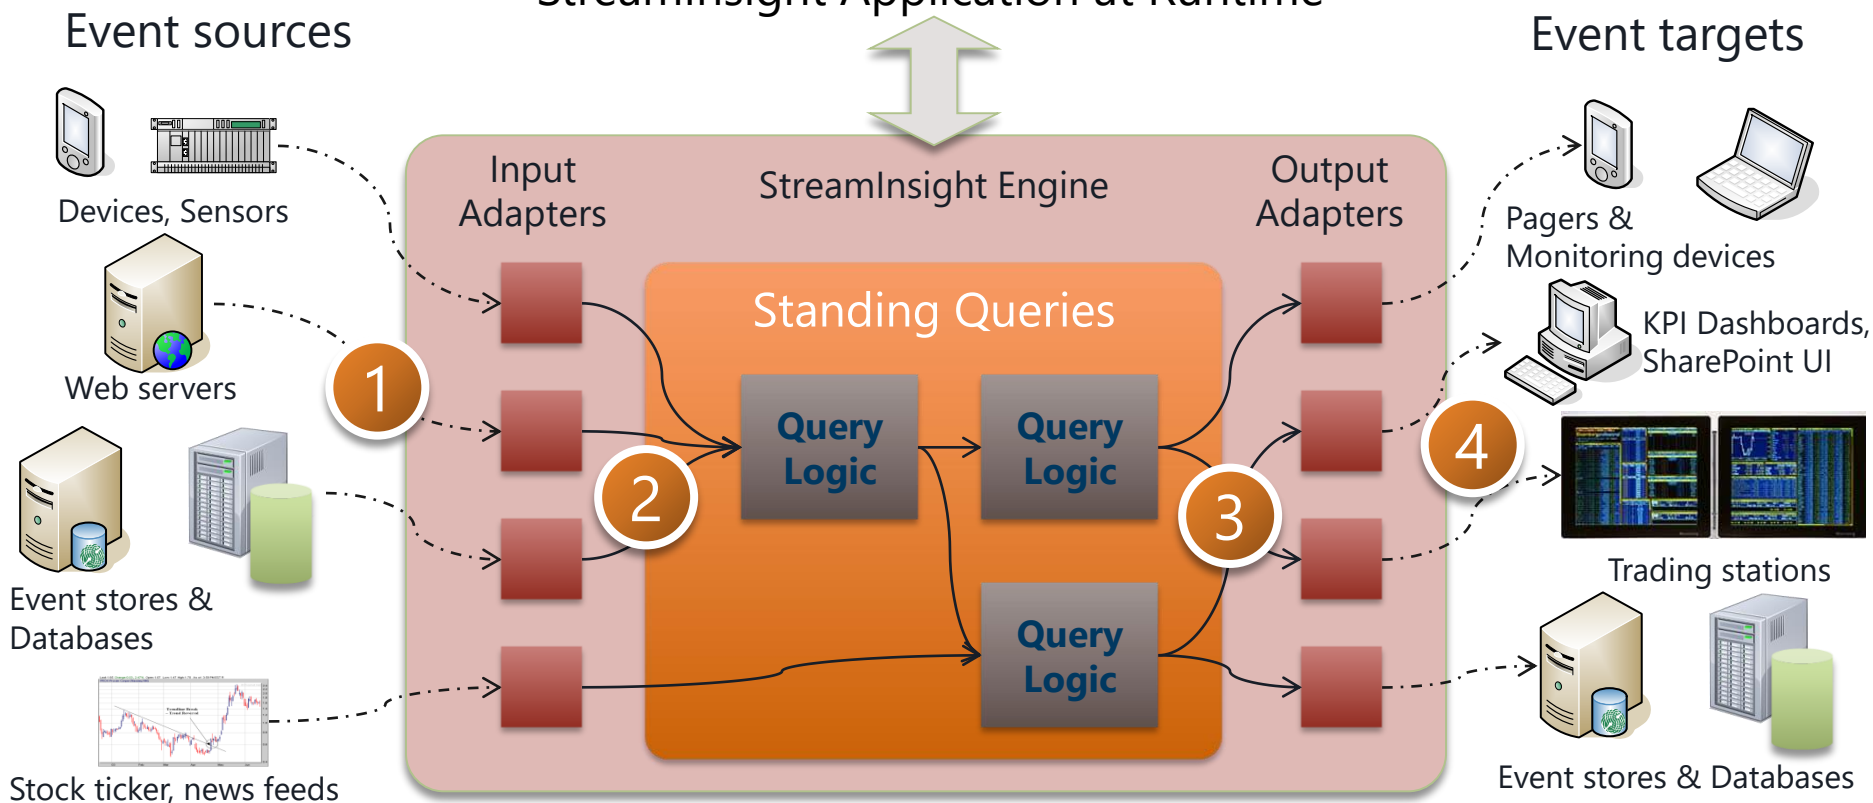 StreamInsight Application at Runtime
Event sources
Event targets
Input
Adapters
StreamInsight Engine
Output
Adapters
Devices, Sensors
Pagers &
Monitoring devices
Standing Queries
KPI Dashboards,
SharePoint UI
Web servers
1
Query
Logic
Query
Logic
2
3
4
Trading stations
Event stores &
Databases
Query
Logic
Stock ticker, news feeds
Event stores & Databases